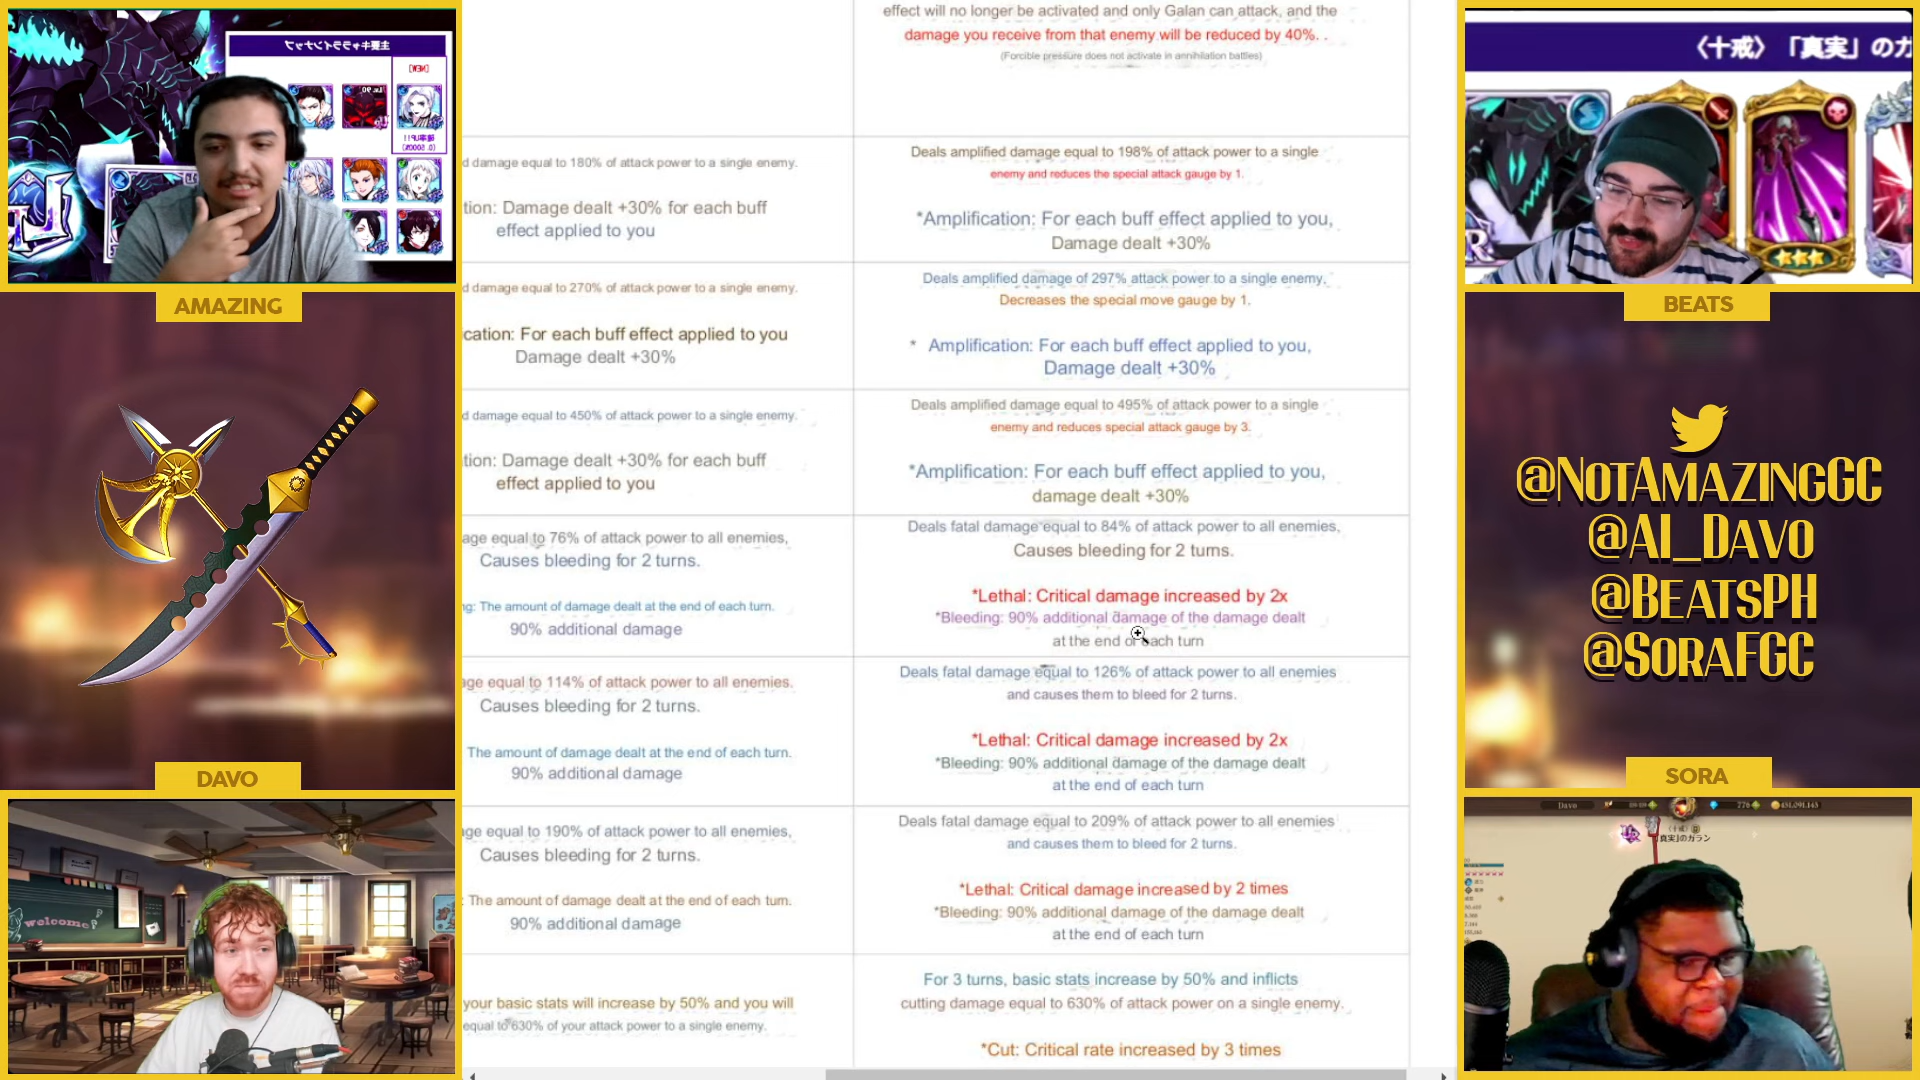 AMAZING
〈十戒〉「真実」のガ
BEATS
@NotAmazingGC
@AI_Davo
@BeatsPH
@SoraFGC
effect will no longer be activated and only Galan can attack, and the
damage you receive from that enemy will be reduced by 40%. .
(Forcible pressure does not activate in annihilation battles)
d damage equal to 180% of attack power to a single enemy.
tion: Damage dealt +30% for each buff
effect applied to you
Deals amplified damage equal to 198% of attack power to a single
enemy and reduces the special attack gauge by 1.
*Amplification: For each buff effect applied to you,
Damage dealt +30%
d damage equal to 270% of attack power to a single enemy.
cation: For each buff effect applied to you
Damage dealt +30%
Deals amplified damage of 297% attack power to a single enemy.
Decreases the special move gauge by 1.
* Amplification: For each buff effect applied to you,
Damage dealt +30%
d damage equal to 450% of attack power to a single enemy.
tion: Damage dealt +30% for each buff
effect applied to you
Deals amplified damage equal to 495% of attack power to a single
enemy and reduces special attack gauge by 3.
*Amplification: For each buff effect applied to you,
damage dealt +30%
age equal to 76% of attack power to all enemies,
Causes bleeding for 2 turns.
ng: The amount of damage dealt at the end of each turn.
90% additional damage
Deals fatal damage equal to 84% of attack power to all enemies,
Causes bleeding for 2 turns.
*Lethal: Critical damage increased by 2x
*Bleeding: 90% additional damage of the damage dealt
at the end of each turn
age equal to 114% of attack power to all enemies.
Causes bleeding for 2 turns.
The amount of damage dealt at the end of each turn.
90% additional damage
Deals fatal damage equal to 126% of attack power to all enemies
and causes them to bleed for 2 turns.
*Lethal: Critical damage increased by 2x
*Bleeding: 90% additional damage of the damage dealt
at the end of each turn
age equal to 190% of attack power to all enemies,
Causes bleeding for 2 turns.
: The amount of damage dealt at the end of each turn.
90% additional damage
Deals fatal damage equal to 209% of attack power to all enemies
and causes them to bleed for 2 turns.
*Lethal: Critical damage increased by 2 times
*Bleeding: 90% additional damage of the damage dealt
at the end of each turn
your basic stats will increase by 50% and you will
equal to 630% of your attack power to a single enemy.
For 3 turns, basic stats increase by 50% and inflicts
cutting damage equal to 630% of attack power on a single enemy.
*Cut: Critical rate increased by 3 times
DAVO
welcome?
SORA
Davo
776
431,091,143
「真実」のガラン